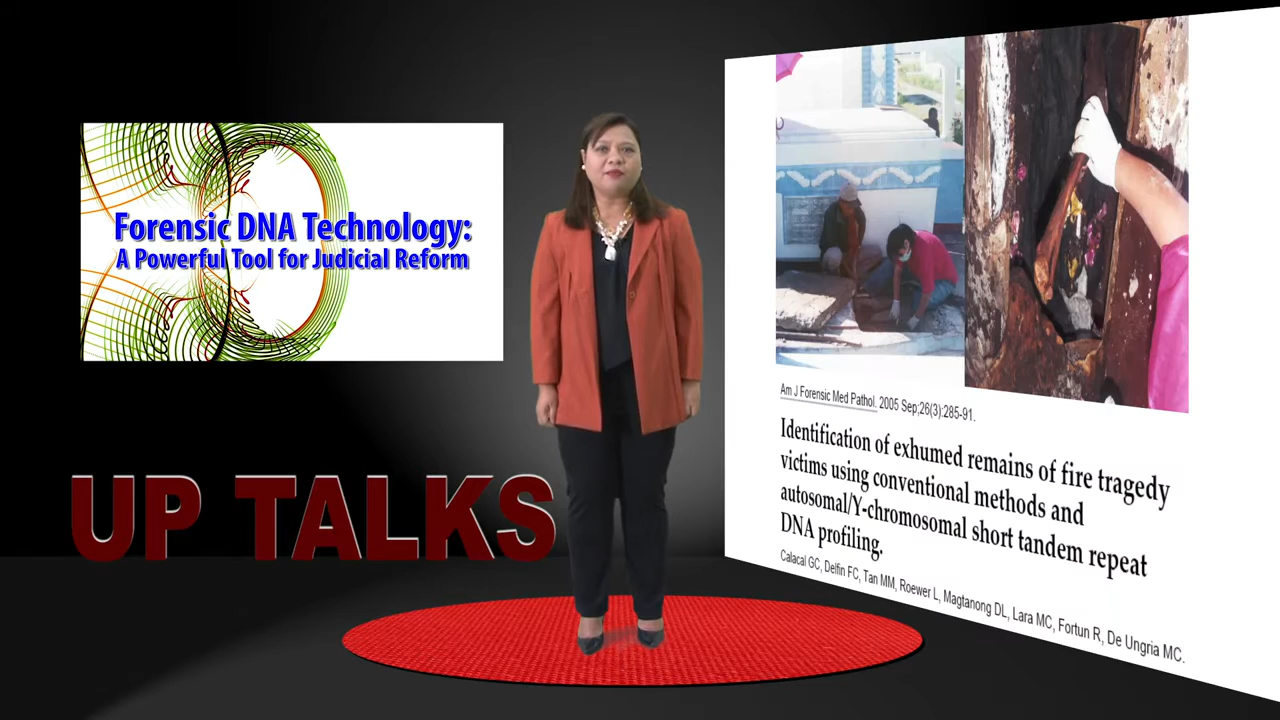 Forensic DNA Technology:
A Powerful Tool for Judicial Reform
UP TALKS
Am J Forensic Med Pathol. 2005 Sep;26(3):285-91.
Identification of exhumed remains of fire tragedy
victims using conventional methods and
autosomal/Y-chromosomal short tandem repeat
DNA profiling.
Calacal GC, Delfin FC, Tan MM, Roewer L, Magtanong DL, Lara MC, Fortun R, De Ungria MC.